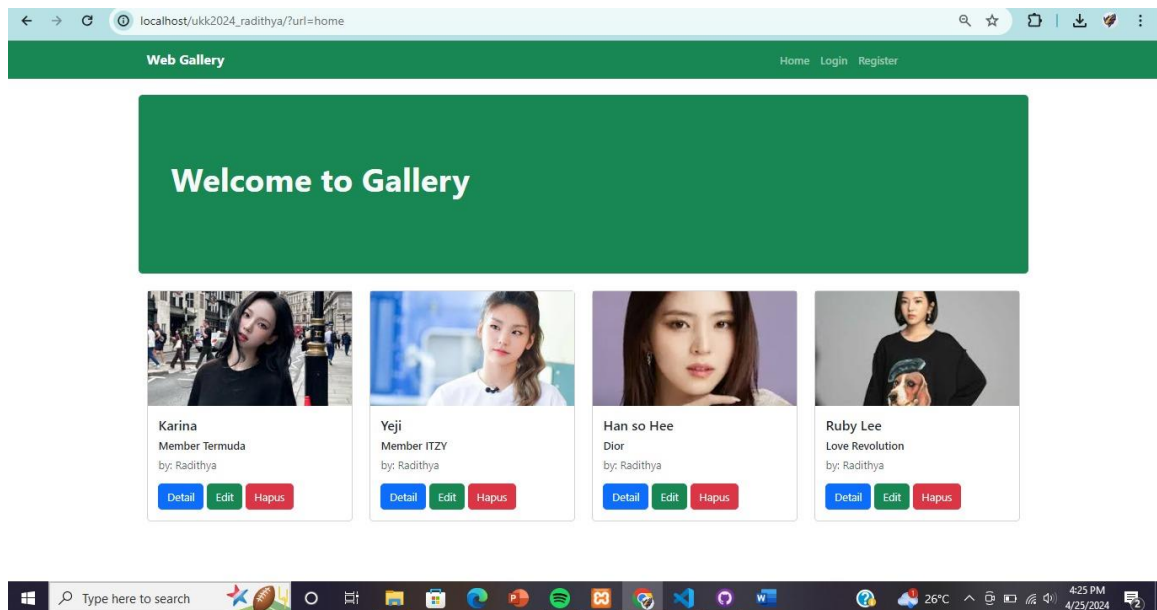 localhost/ukk2024_radithya/?url=home
Web Gallery
Home Login Register
Welcome to Gallery
Karina
Member Termuda
by: Radithya
Detail Edit Hapus
Yeji
Member ITZY
by: Radithya
Detail Edit Hapus
Han so Hee
Dior
by: Radithya
Detail Edit Hapus
Ruby Lee
Love Revolution
by: Radithya
Detail Edit Hapus
Type here to search
26°C
4:25 PM
4/25/2024
2